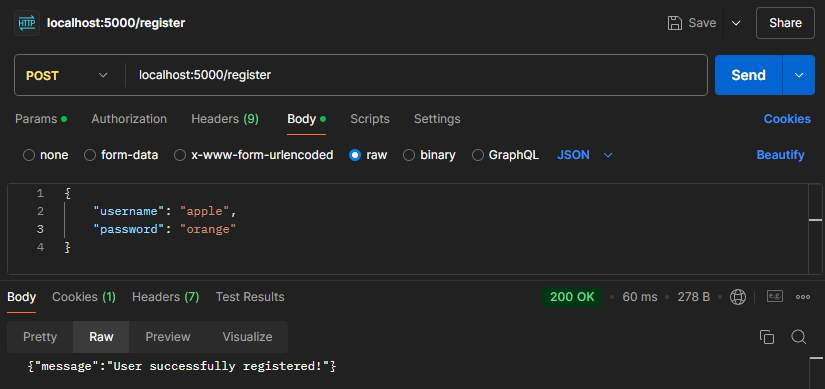 HTTP localhost:5000/register Save Share
POST localhost:5000/register Send
Params Authorization Headers (9) Body Scripts Settings Cookies
none form-data x-www-form-urlencoded raw binary GraphQL JSON Beautify
1 {
2 "username": "apple",
3 "password": "orange"
4 }
Body Cookies (1) Headers (7) Test Results 200 OK 60 ms 278 B e.g.
Pretty Raw Preview Visualize
{"message":"User successfully registered!"}